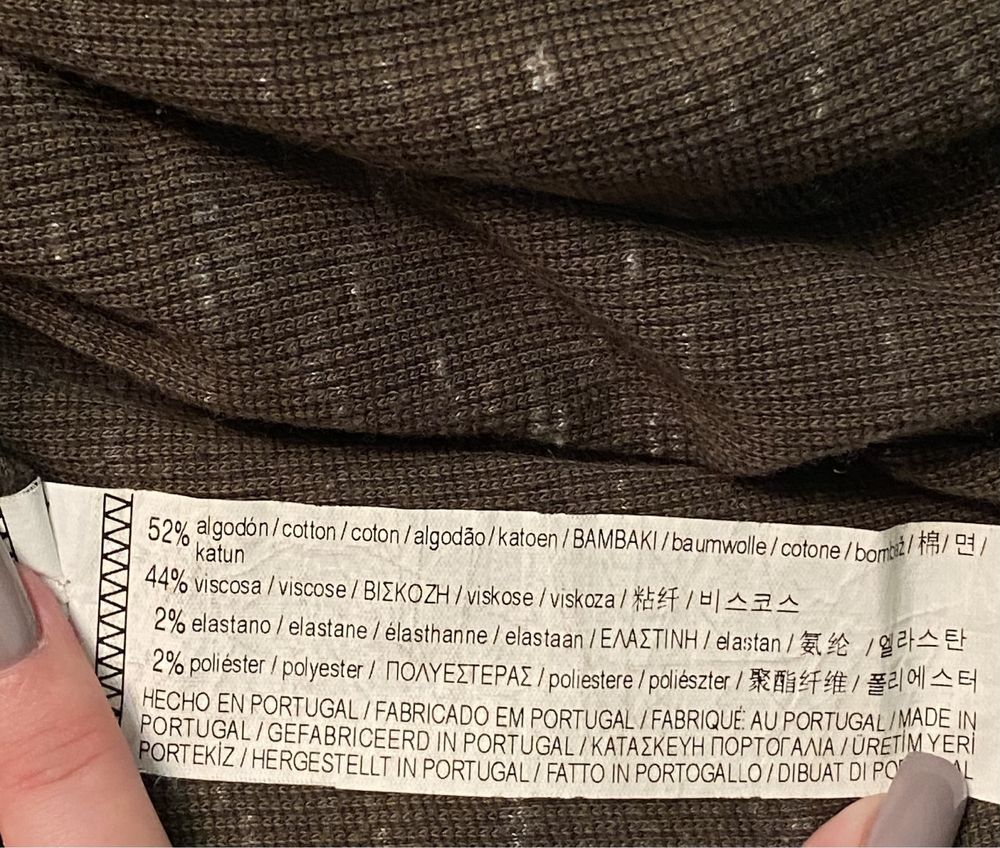 52% algodón / cotton / coton / algodão / katoen / ΒΑΜΒΑΚΙ / baumwolle / cotone / bombaž / 棉 / 면 /
katun
44% viscosa / viscose / ΒΙΣΚΟΖΗ / viskose / viskoza / 粘纤 / 비스코스
2% elastano / elastane / élasthanne / elastaan / ΕΛΑΣΤΙΝΗ / elastan / 氨纶 / 엘라스탄
2% poliéster / polyester / ΠΟΛΥΕΣΤΕΡΑΣ / poliestere / poliészter / 聚酯纤维 / 폴리에스터
HECHO EN PORTUGAL / FABRICADO EM PORTUGAL / FABRIQUÉ AU PORTUGAL / MADE IN
PORTUGAL / GEFABRICEERD IN PORTUGAL / ΚΑΤΑΣΚΕΥΗ ΠΟΡΤΟΓΑΛΙΑ / ÜRETİM YERİ
PORTEKİZ / HERGESTELLT IN PORTUGAL / FATTO IN PORTOGALLO / DIBUAT DI